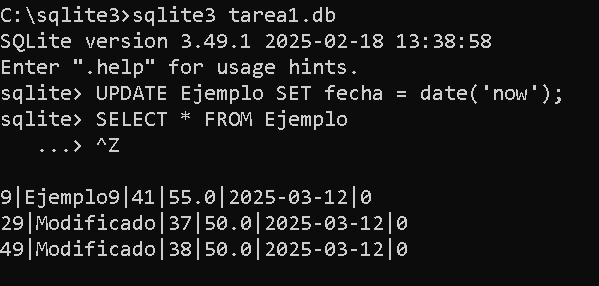 C:\sqlite3>sqlite3 tarea1.db
SQLite version 3.49.1 2025-02-18 13:38:58
Enter ".help" for usage hints.
sqlite> UPDATE Ejemplo SET fecha = date('now');
sqlite> SELECT * FROM Ejemplo
   ...> ^Z
9|Ejemplo9|41|55.0|2025-03-12|0
29|Modificado|37|50.0|2025-03-12|0
49|Modificado|38|50.0|2025-03-12|0